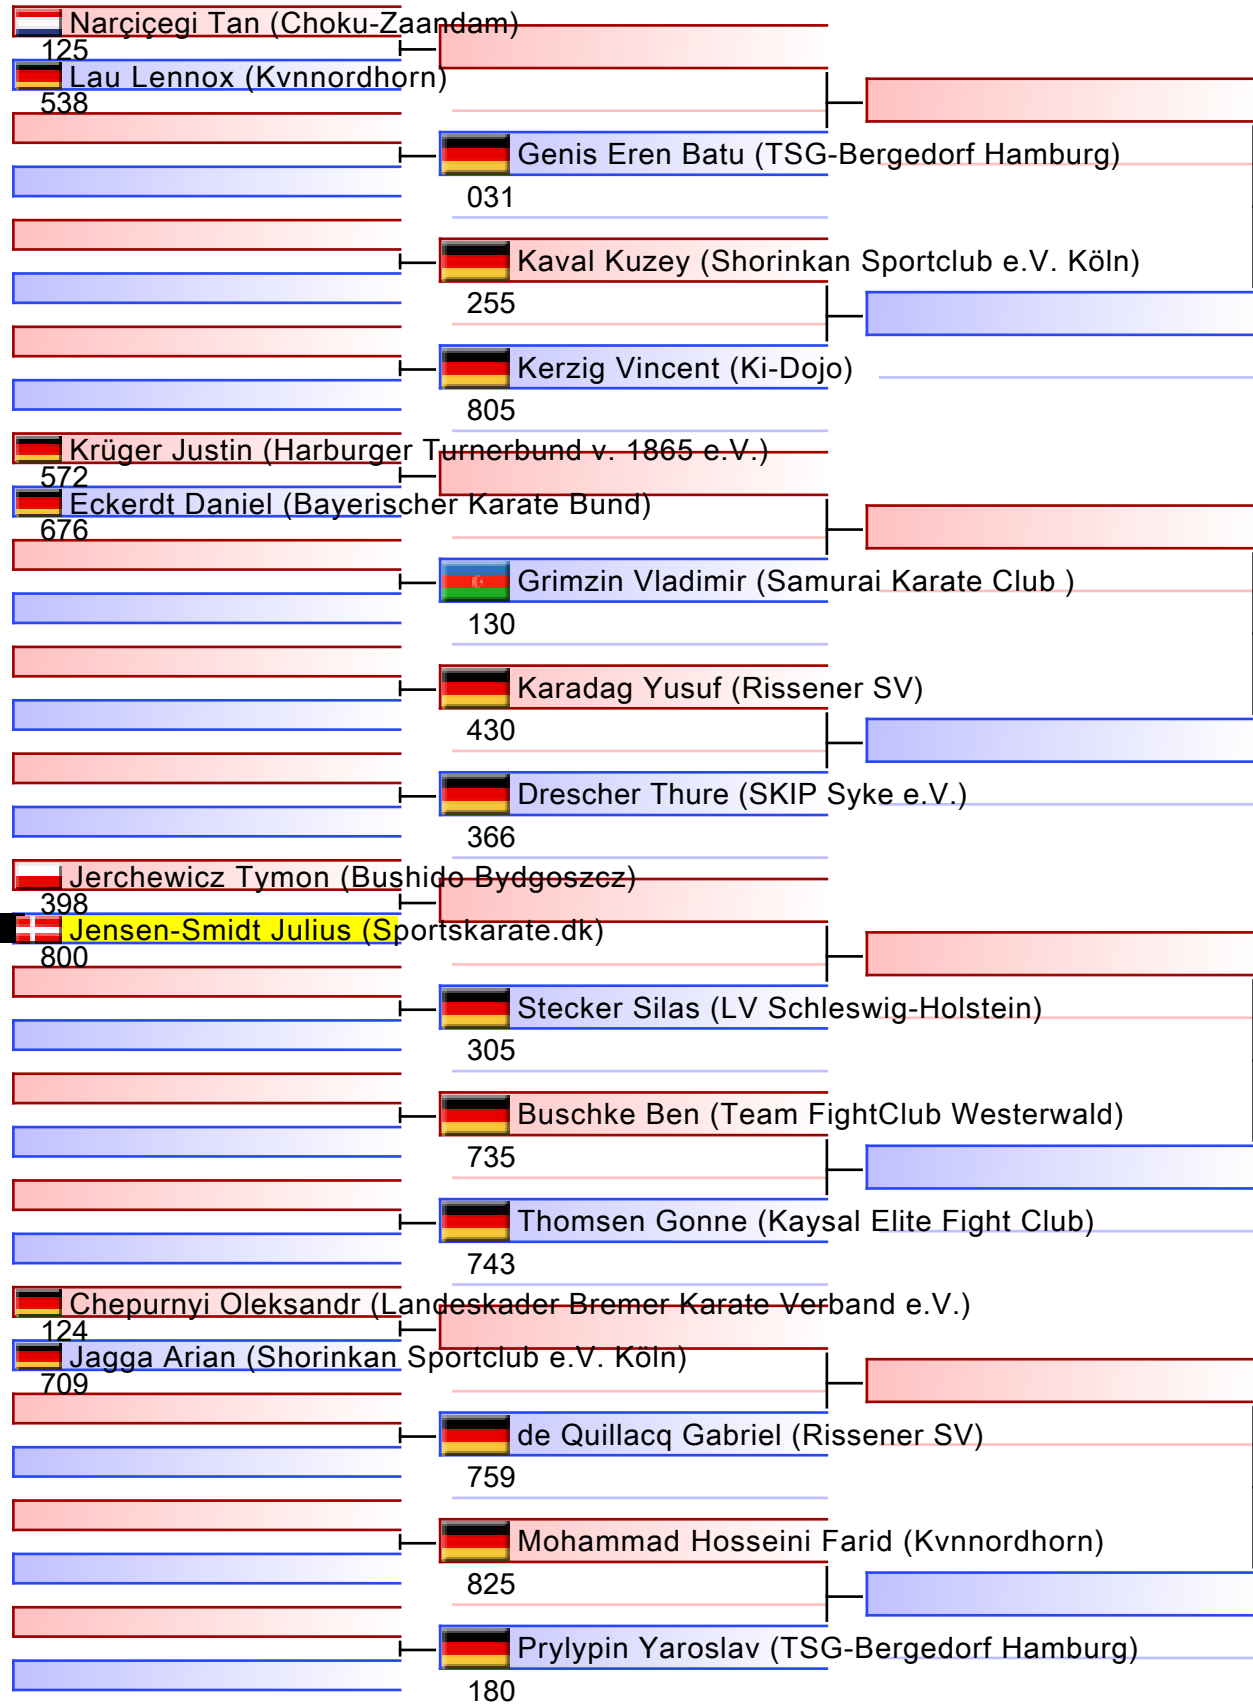 Narçiçegi Tan (Choku-Zaandam)
125
Lau Lennox (Kvnnordhorn)
538
Genis Eren Batu (TSG-Bergedorf Hamburg)
031
Kaval Kuzey (Shorinkan Sportclub e.V. Köln)
255
Kerzig Vincent (Ki-Dojo)
805
Krüger Justin (Harburger Turnerbund v. 1865 e.V.)
572
Eckerdt Daniel (Bayerischer Karate Bund)
676
Grimzin Vladimir (Samurai Karate Club )
130
Karadag Yusuf (Rissener SV)
430
Drescher Thure (SKIP Syke e.V.)
366
Jerchewicz Tymon (Bushido Bydgoszcz)
398
Jensen-Smidt Julius (Sportskarate.dk)
800
Stecker Silas (LV Schleswig-Holstein)
305
Buschke Ben (Team FightClub Westerwald)
735
Thomsen Gonne (Kaysal Elite Fight Club)
743
Chepurnyi Oleksandr (Landeskader Bremer Karate Verband e.V.)
124
Jagga Arian (Shorinkan Sportclub e.V. Köln)
709
de Quillacq Gabriel (Rissener SV)
759
Mohammad Hosseini Farid (Kvnnordhorn)
825
Prylypin Yaroslav (TSG-Bergedorf Hamburg)
180